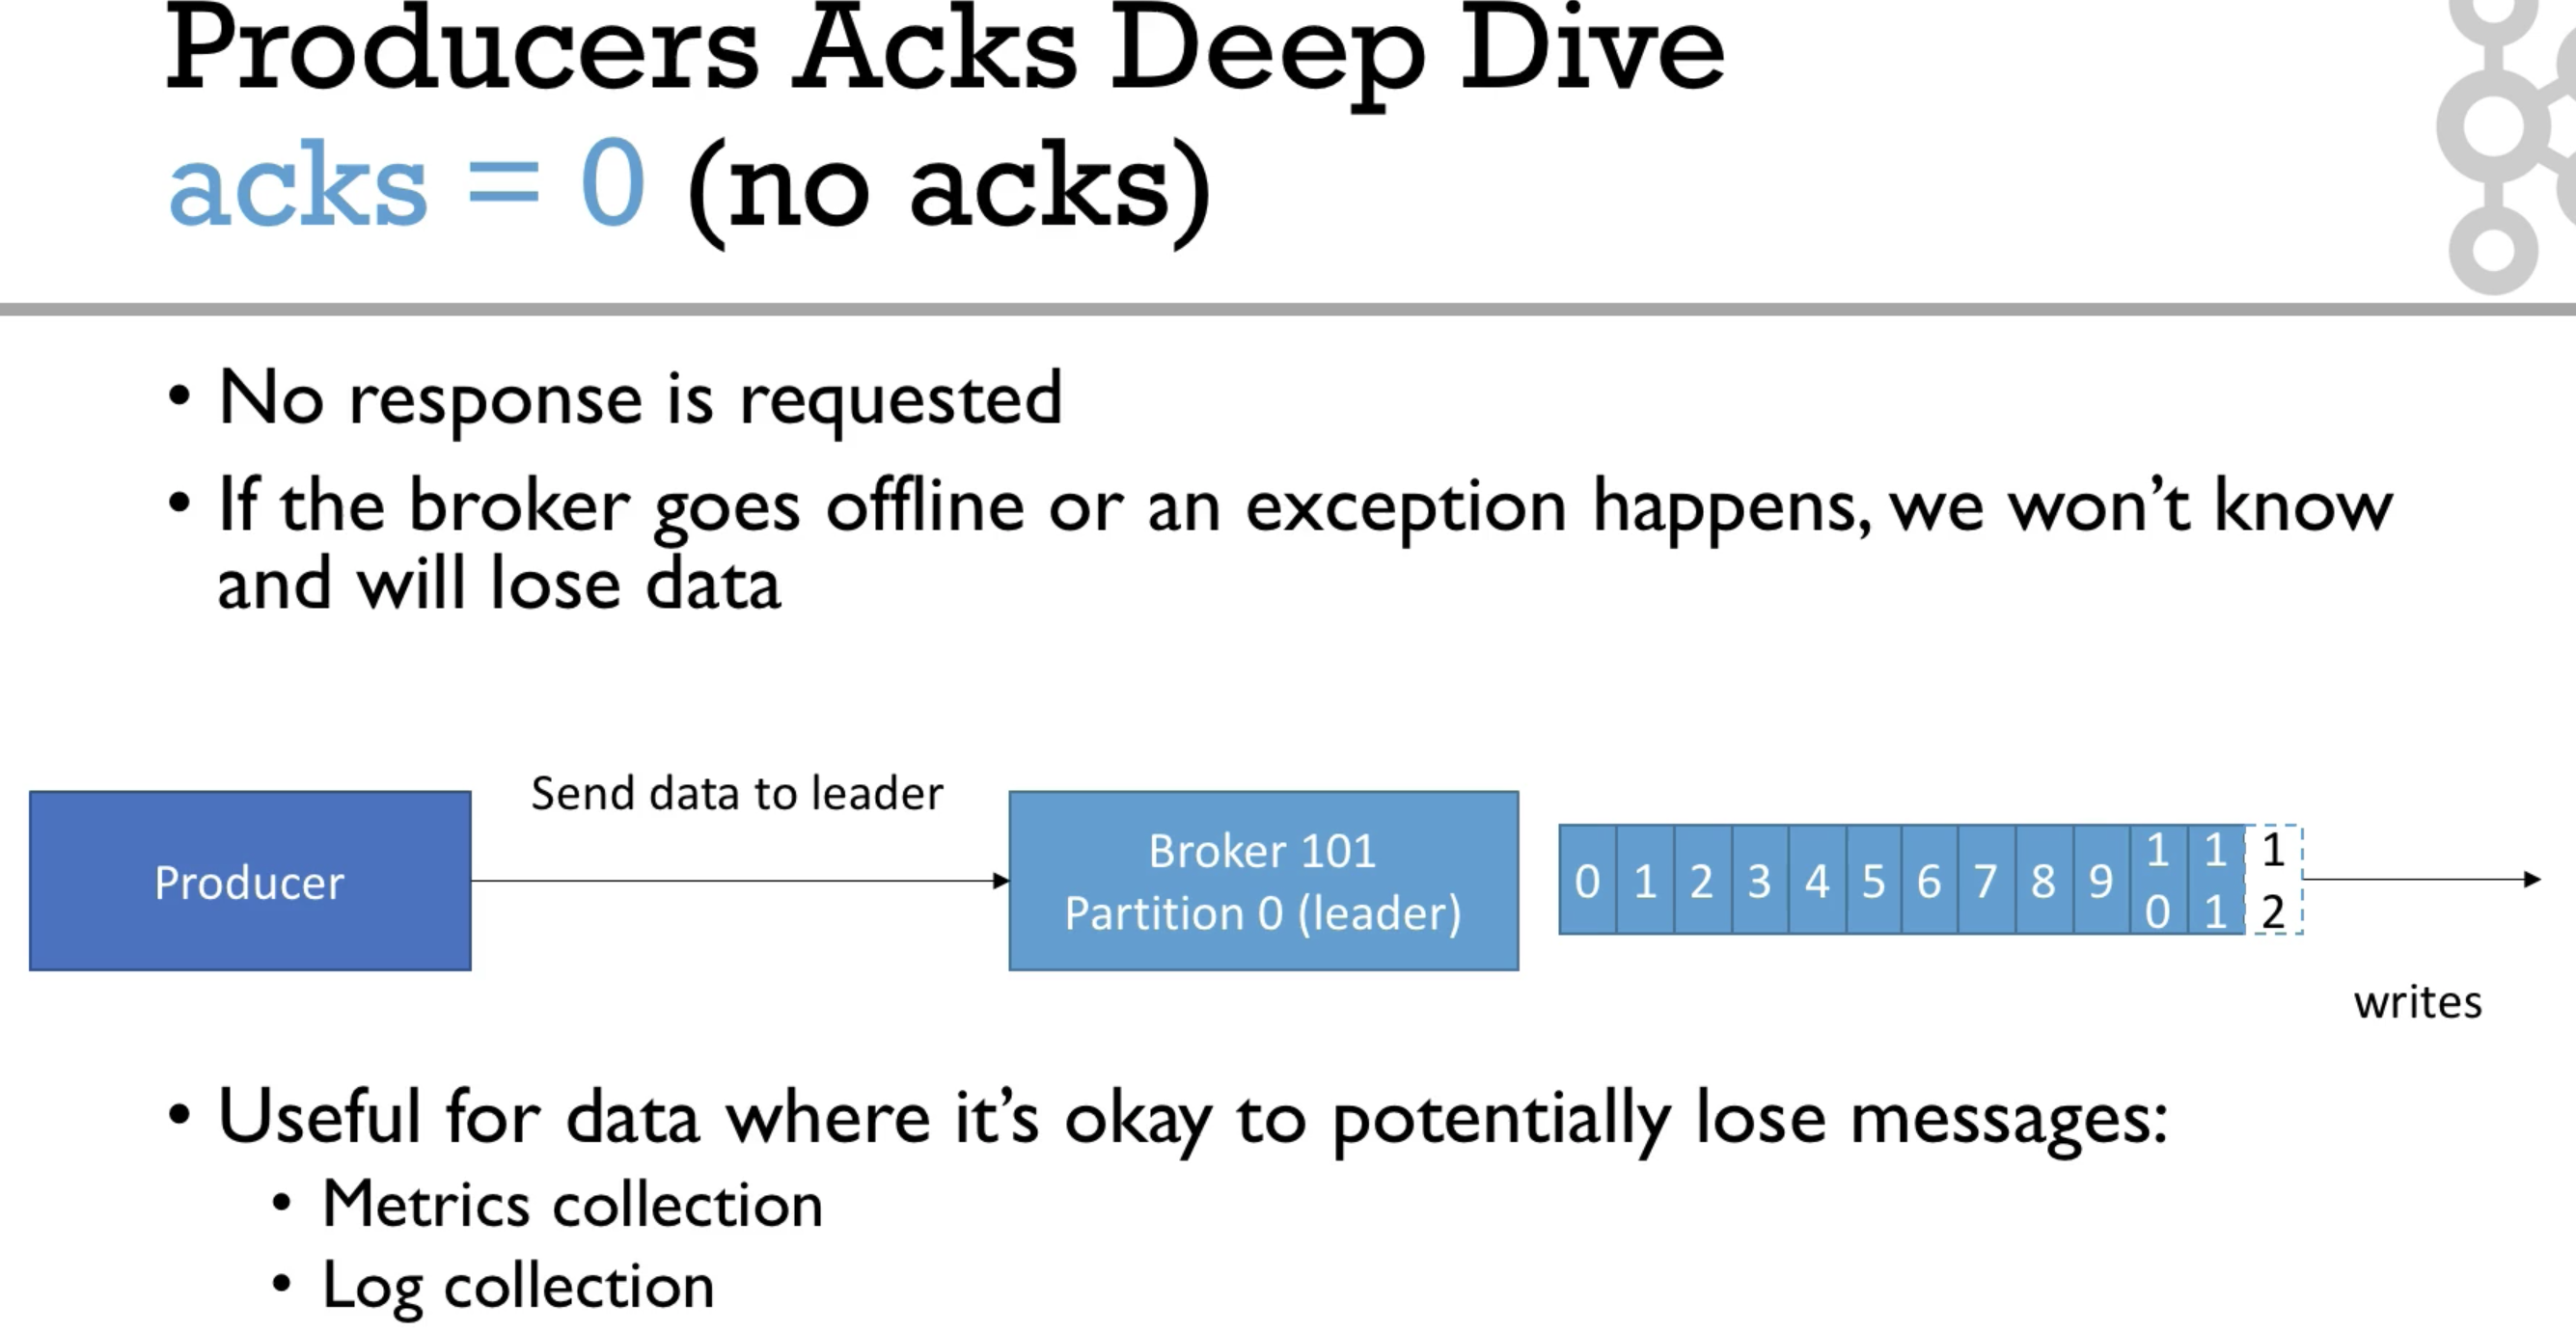 Producers Acks Deep Dive
acks = 0 (no acks)
• No response is requested
• If the broker goes offline or an exception happens, we won’t know
and will lose data
Send data to leader
Producer
Broker 101
Partition 0 (leader)
0 1 2 3 4 5 6 7 8 9 10 11 12
writes
• Useful for data where it’s okay to potentially lose messages:
• Metrics collection
• Log collection